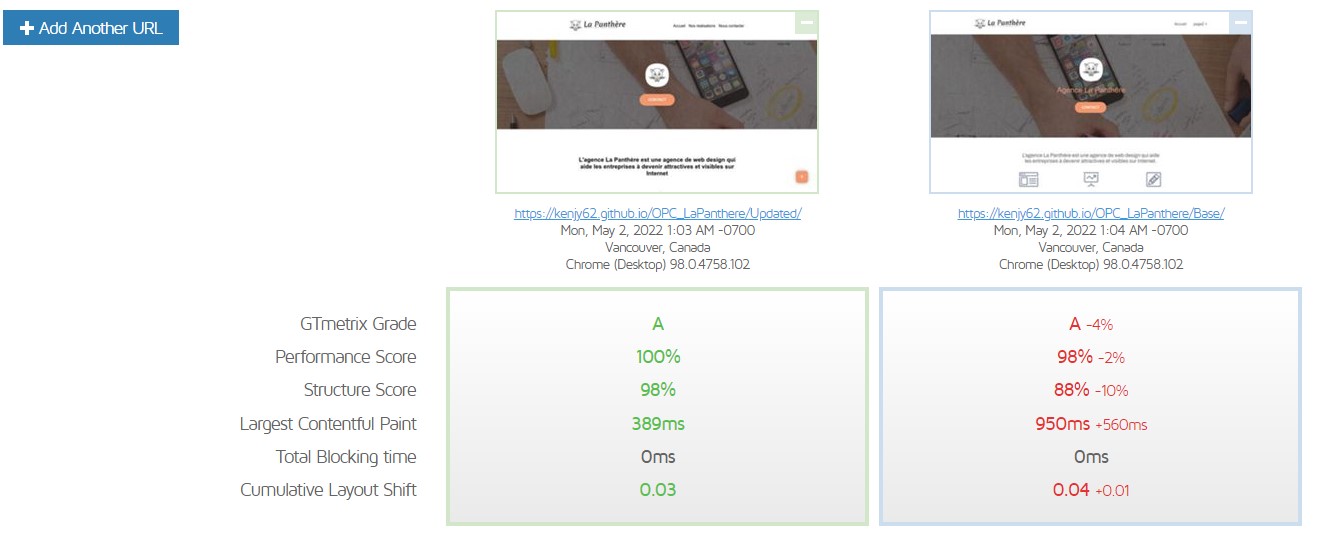 + Add Another URL
La Panthère
Accueil Nos réalisations Nous contacter
CONTACT
L'agence La Panthère est une agence de web design qui
aide les entreprises à devenir attractives et visibles sur
Internet
La Panthère
Accueil page2 +
Agence La Panthère
CONTACT
L'agence La Panthère est une agence de web design qui aide
les entreprises à devenir attractives et visibles sur Internet.
https://kenjy62.github.io/OPC_LaPanthere/Updated/
Mon, May 2, 2022 1:03 AM -0700
Vancouver, Canada
Chrome (Desktop) 98.0.4758.102
https://kenjy62.github.io/OPC_LaPanthere/Base/
Mon, May 2, 2022 1:04 AM -0700
Vancouver, Canada
Chrome (Desktop) 98.0.4758.102
GTmetrix Grade A A -4%
Performance Score 100% 98% -2%
Structure Score 98% 88% -10%
Largest Contentful Paint 389ms 950ms +560ms
Total Blocking time 0ms 0ms
Cumulative Layout Shift 0.03 0.04 +0.01